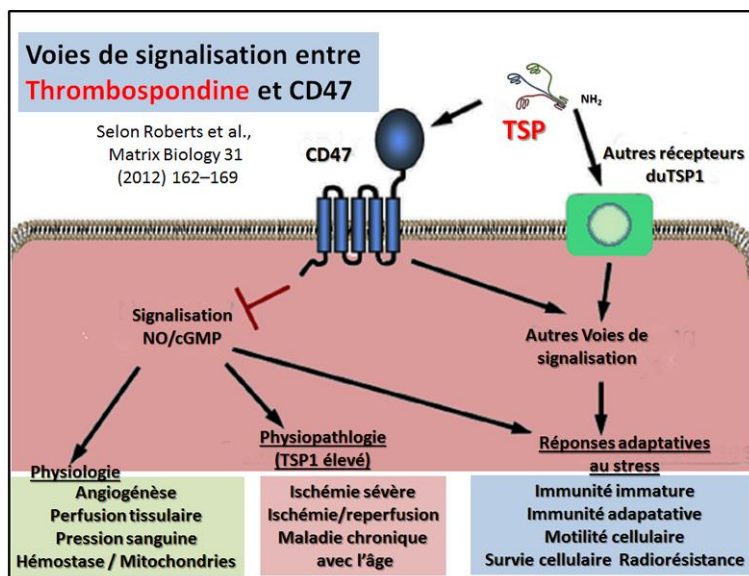 Voies de signalisation entre
Thrombospondine et CD47
Selon Roberts et al.,
Matrix Biology 31
(2012) 162–169
CD47
TSP
NH2
Autres récepteurs
duTSP1
Signalisation
NO/cGMP
Autres Voies de
signalisation
Physiologie
Angiogénèse
Perfusion tissulaire
Pression sanguine
Hémostase / Mitochondries
Physiopathlogie
(TSP1 élevé)
Ischémie sévère
Ischémie/reperfusion
Maladie chronique
avec l'âge
Réponses adaptatives
au stress
Immunité immature
Immunité adapatative
Motilité cellulaire
Survie cellulaire Radiorésistance